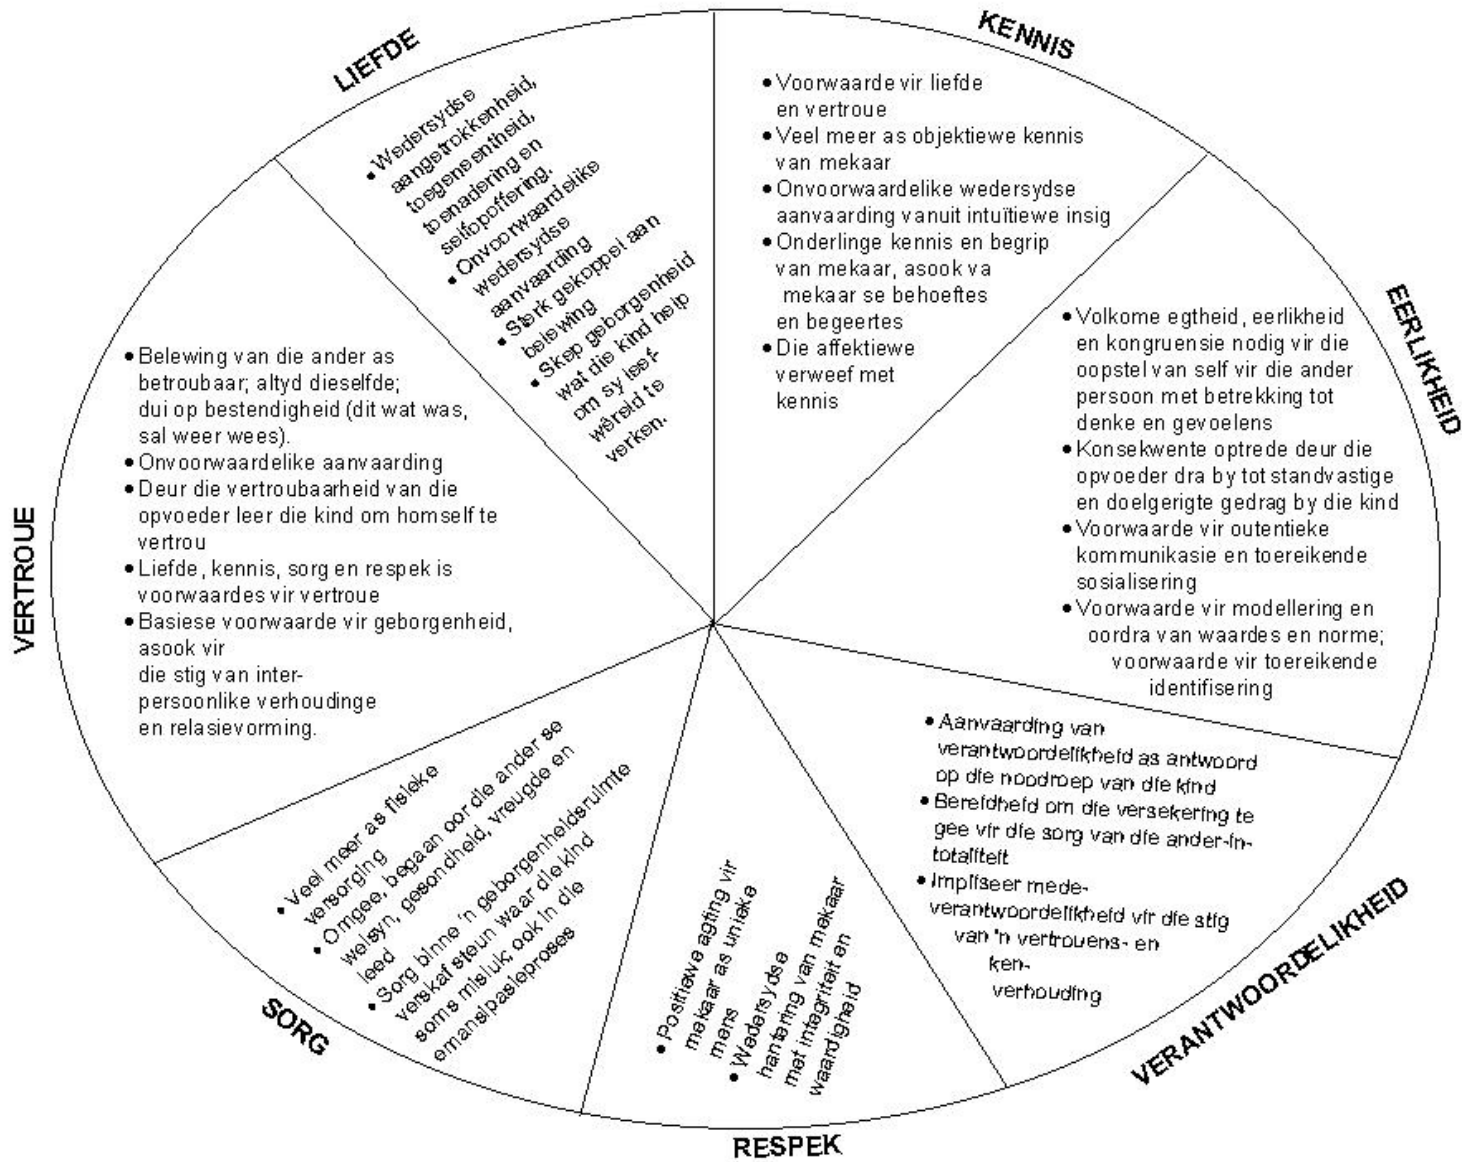 KENNIS
• Voorwaarde vir liefde
en vertroue
• Veel meer as objektiewe kennis
van mekaar
• Onvoorwaardelike wedersydse
aanvaarding vanuit intuïtiewe insig
• Onderlinge kennis en begrip
van mekaar, asook va
mekaar se behoeftes
en begeertes
• Die affektiewe
verweef met
kennis
EERLIKHEID
• Volkome egtheid, eerlikheid
en kongruensie nodig vir die
oopstel van self vir die ander
persoon met betrekking tot
denke en gevoelens
• Konsekwente optrede deur die
opvoeder dra by tot standvastige
en doelgerigte gedrag by die kind
• Voorwaarde vir outentieke
kommunikasie en toereikende
sosialisering
• Voorwaarde vir modellering en
oordra van waardes en norme;
voorwaarde vir toereikende
identifisering
VERANTWOORDELIKHEID
• Aanvaarding van
verantwoordelikheid as antwoord
op die noodroep van die kind
• Bereidheid om die versekering te
gee vir die sorg van die ander-in-
totaliteit
• Impliseer mede-
verantwoordelikheid vir die stig
van 'n vertrouens- en
ken-
verhouding
RESPEK
• Positiewe agting vir
mekaar as unieke
mens
• Wedersydse
hantering van mekaar
met integriteit en
waardigheid
SORG
• Veel meer as fisieke
versorging
• Omgee, begaan oor die ander se
welsyn, gesondheid, vreugde en
leed
• Sorg binne 'n geborgenheidsruimte
verskaf steun waar die kind
soms misluk; ook in die
emansipasieproses
VERTROUE
• Belewing van die ander as
betroubaar; altyd dieselfde;
dui op bestendigheid (dit wat was,
sal weer wees).
• Onvoorwaardelike aanvaarding
• Deur die vertroubaarheid van die
opvoeder leer die kind om homself te
vertrou
• Liefde, kennis, sorg en respek is
voorwaardes vir vertroue
• Basiese voorwaarde vir geborgenheid,
asook vir
die stig van inter-
persoonlike verhoudinge
en relasievorming.
LIEFDE
• Wedersydse
aangetrokkenheid,
toegeneentheid,
toenadering en
selfopoffering.
• Onvoorwaardelike
wedersydse
aanvaarding
• Sterk gekoppel aan
belewing
• Skep geborgenheid
wat die kind help
om sy leef-
wêreld te
verken.